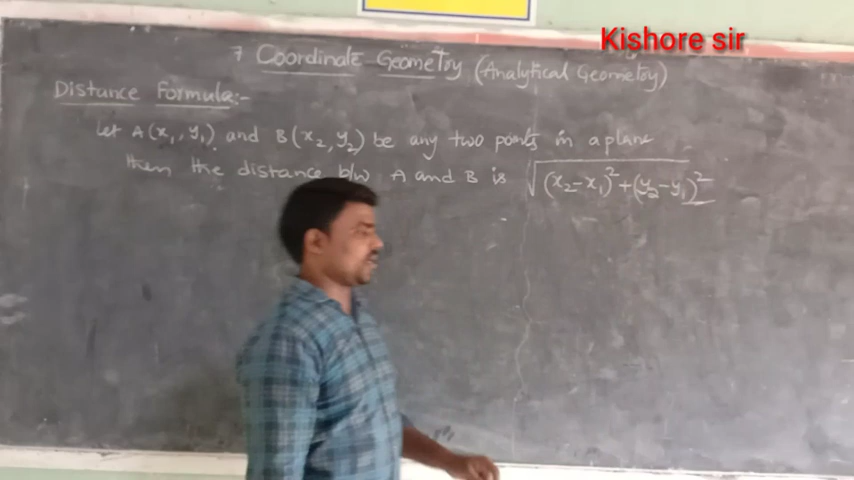 Kishore sir
7 Coordinate Geometry (Analytical Geometry)
Distance Formula:-
Let A(x₁, y₁) and B(x₂, y₂) be any two points in a plane
then the distance b/w A and B is √(x₂-x₁)²+(y₂-y₁)²